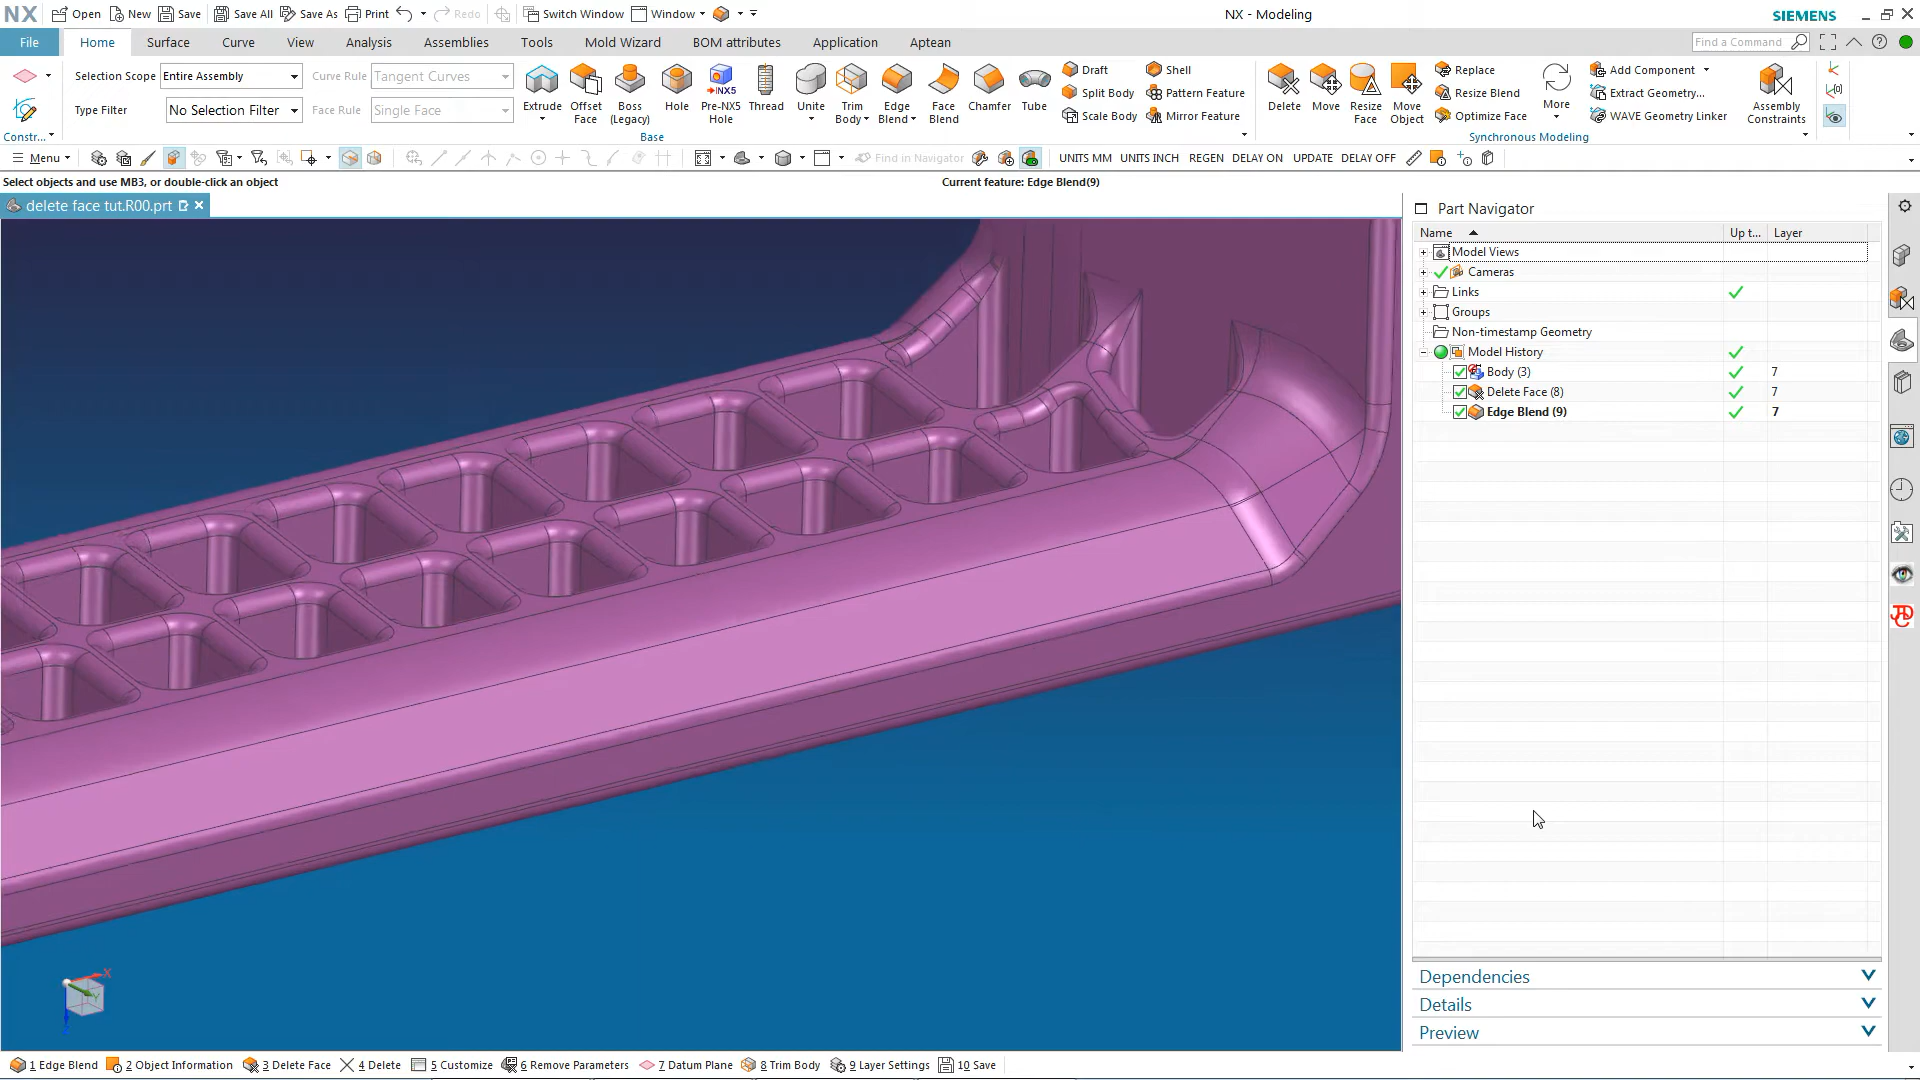 NX Open New Save Save All Save As Print Redo Switch Window Window NX - Modeling SIEMENS
File Home Surface Curve View Analysis Assemblies Tools Mold Wizard BOM attributes Application Aptean Find a Command
Selection Scope Entire Assembly Curve Rule Tangent Curves
Type Filter No Selection Filter Face Rule Single Face
Constr...
Extrude
Offset Face
Boss (Legacy)
Hole
Pre-NX5 Hole
Thread
Unite
Trim Body
Edge Blend
Face Blend
Chamfer
Tube
Draft Shell
Split Body Pattern Feature
Scale Body Mirror Feature
Base
Delete
Move
Resize Face
Move Object
Replace
Resize Blend
Optimize Face
More
Synchronous Modeling
Add Component
Extract Geometry...
WAVE Geometry Linker
Assembly Constraints
Menu Find in Navigator UNITS MM UNITS INCH REGEN DELAY ON UPDATE DELAY OFF
Select objects and use MB3, or double-click an object Current feature: Edge Blend(9)
delete face tut.R00.prt
Part Navigator
Name Up t... Layer
Model Views
Cameras
Links
Groups
Non-timestamp Geometry
Model History
Body (3) 7
Delete Face (8) 7
Edge Blend (9) 7
Dependencies
Details
Preview
X
1 Edge Blend 2 Object Information 3 Delete Face 4 Delete 5 Customize 6 Remove Parameters 7 Datum Plane 8 Trim Body 9 Layer Settings 10 Save